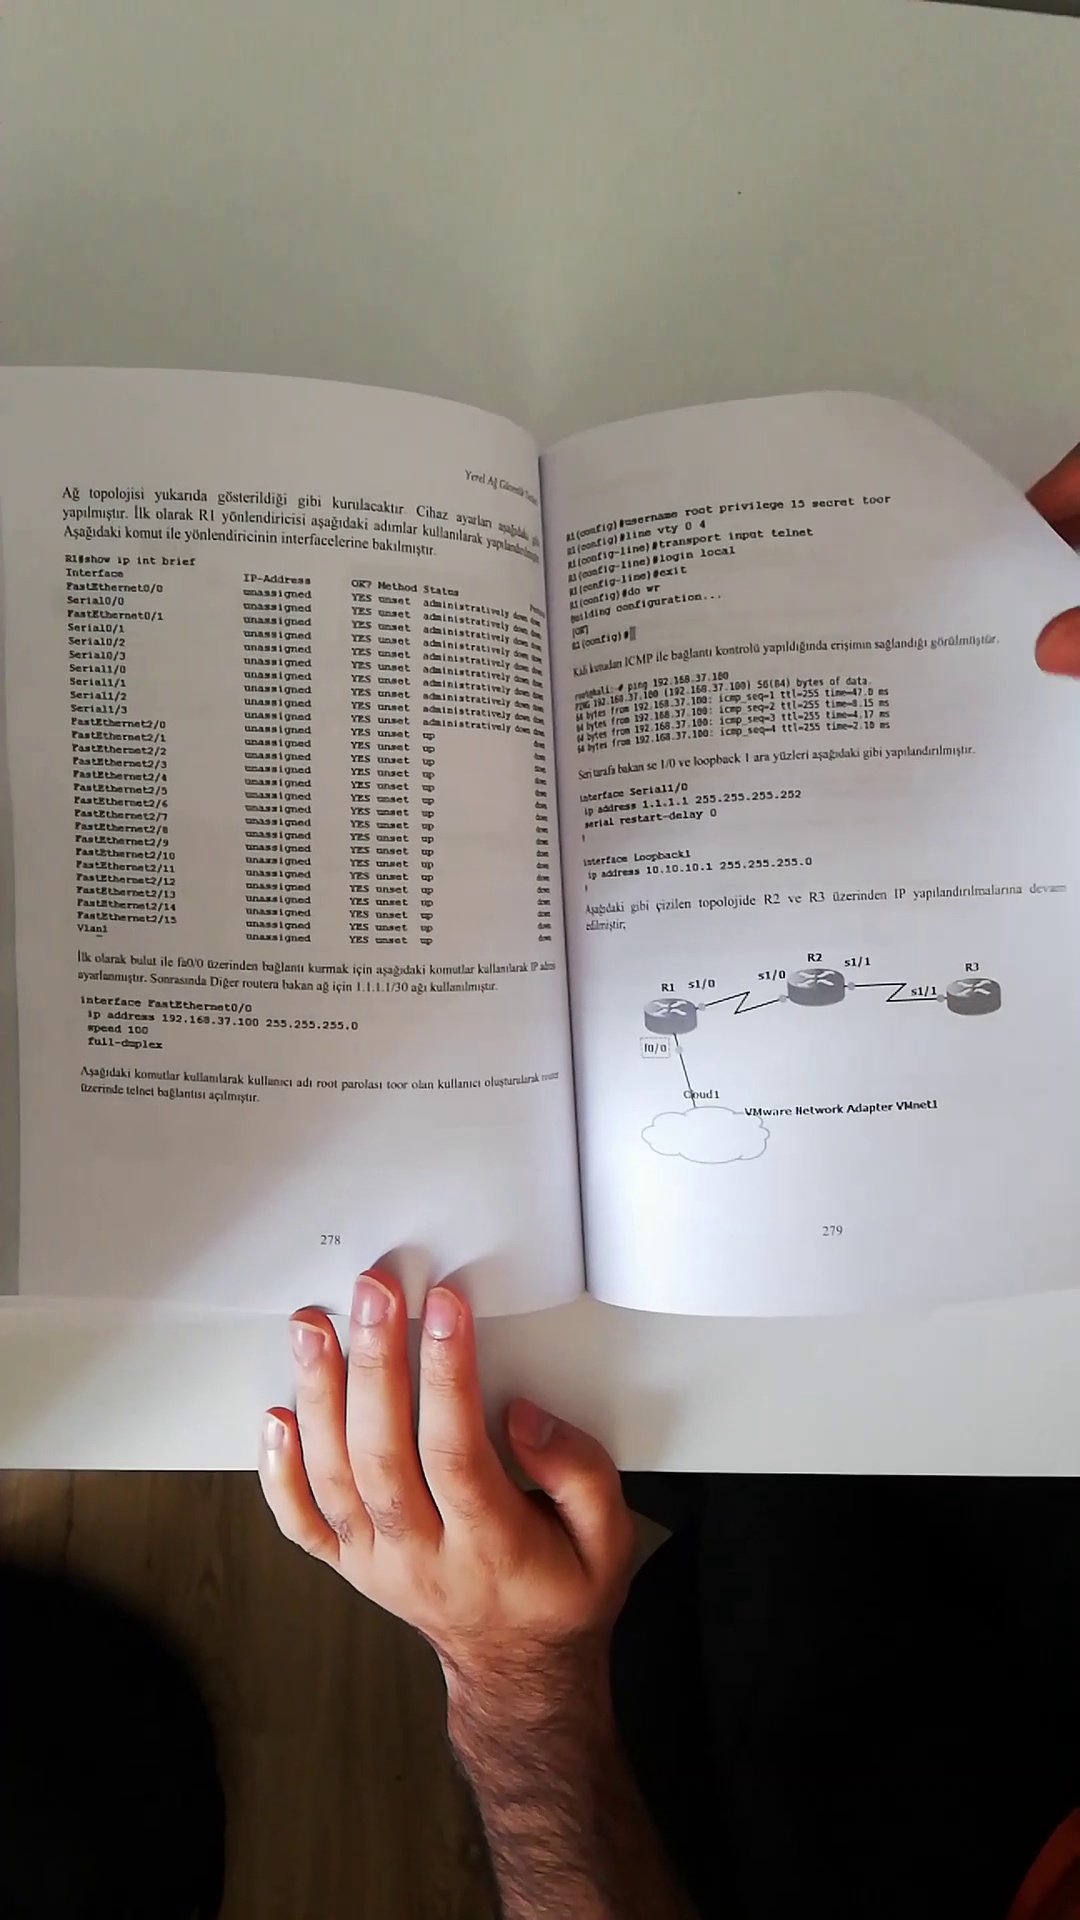 Yerel Ağ Güvenlik
Ağ topolojisi yukarıda gösterildiği gibi kurulacaktır. Cihaz ayarları aşağıdaki gibi
yapılmıştır. İlk olarak R1 yönlendiricisi aşağıdaki adımlar kullanılarak yapılandırılmıştır.
Aşağıdaki komut ile yönlendiricinin interfacelerine bakılmıştır.
R1#show ip int brief
Interface IP-Address OK? Method Status
FastEthernet0/0 unassigned YES unset administratively down down
Serial0/0 unassigned YES unset administratively down down
FastEthernet0/1 unassigned YES unset administratively down down
Serial0/1 unassigned YES unset administratively down down
Serial0/2 unassigned YES unset administratively down down
Serial0/3 unassigned YES unset administratively down down
Serial1/0 unassigned YES unset administratively down down
Serial1/1 unassigned YES unset administratively down down
Serial1/2 unassigned YES unset administratively down down
Serial1/3 unassigned YES unset administratively down down
FastEthernet2/0 unassigned YES unset up down
FastEthernet2/1 unassigned YES unset up down
FastEthernet2/2 unassigned YES unset up down
FastEthernet2/3 unassigned YES unset up down
FastEthernet2/4 unassigned YES unset up down
FastEthernet2/5 unassigned YES unset up down
FastEthernet2/6 unassigned YES unset up down
FastEthernet2/7 unassigned YES unset up down
FastEthernet2/8 unassigned YES unset up down
FastEthernet2/9 unassigned YES unset up down
FastEthernet2/10 unassigned YES unset up down
FastEthernet2/11 unassigned YES unset up down
FastEthernet2/12 unassigned YES unset up down
FastEthernet2/13 unassigned YES unset up down
FastEthernet2/14 unassigned YES unset up down
FastEthernet2/15 unassigned YES unset up down
Vlan1 unassigned YES unset up down
İlk olarak bulut ile fa0/0 üzerinden bağlantı kurmak için aşağıdaki komutlar kullanılarak IP adresi
ayarlanmıştır. Sonrasında Diğer routera bakan ağ için 1.1.1.1/30 ağı kullanılmıştır.
interface FastEthernet0/0
ip address 192.168.37.100 255.255.255.0
speed 100
full-duplex
Aşağıdaki komutlar kullanılarak kullanıcı adı root parolası toor olan kullanıcı oluşturularak router
üzerinde telnet bağlantısı açılmıştır.
278
R1(config)#username root privilege 15 secret toor
R1(config)#line vty 0 4
R1(config-line)#transport input telnet
R1(config-line)#login local
R1(config-line)#exit
R1(config)#do wr
Building configuration...
[OK]
R1(config)#
Kali kutudan ICMP ile bağlantı kontrolü yapıldığında erişimin sağlandığı görülmüştür.
root@kali:~# ping 192.168.37.100
PING 192.168.37.100 (192.168.37.100) 56(84) bytes of data.
64 bytes from 192.168.37.100: icmp_seq=1 ttl=255 time=47.0 ms
64 bytes from 192.168.37.100: icmp_seq=2 ttl=255 time=8.15 ms
64 bytes from 192.168.37.100: icmp_seq=3 ttl=255 time=4.17 ms
64 bytes from 192.168.37.100: icmp_seq=4 ttl=255 time=2.10 ms
Seri tarafa bakan se 1/0 ve loopback 1 ara yüzleri aşağıdaki gibi yapılandırılmıştır.
interface Serial1/0
ip address 1.1.1.1 255.255.255.252
serial restart-delay 0
!
interface Loopback1
ip address 10.10.10.1 255.255.255.0
!
Aşağıdaki gibi çizilen topolojide R2 ve R3 üzerinden IP yapılandırılmalarına devam
edilmiştir;
R1 s1/0 s1/0 R2 s1/1 s1/1 R3
f0/0
Cloud1
VMware Network Adapter VMnet1
279